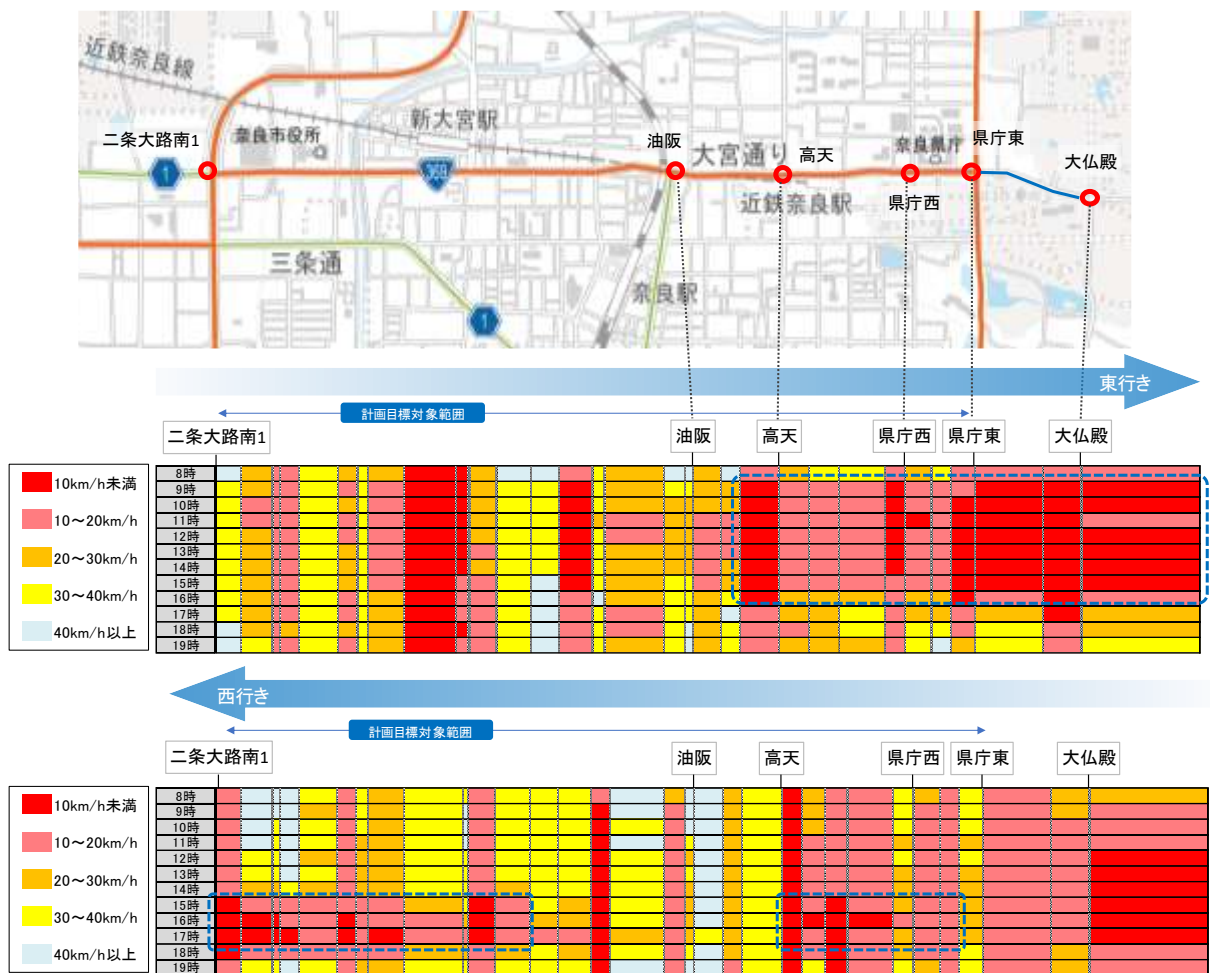 近鉄奈良線
新大宮駅
二条大路南1
奈良市役所
油阪
大宮通り
高天
奈良県庁
県庁東
大仏殿
1
369
近鉄奈良駅
県庁西
三条通
奈良駅
1
東行き
計画目標対象範囲
二条大路南1
油阪
高天
県庁西
県庁東
大仏殿
10km/h未満
10~20km/h
20~30km/h
30~40km/h
40km/h以上
8時
9時
10時
11時
12時
13時
14時
15時
16時
17時
18時
19時
西行き
計画目標対象範囲
二条大路南1
油阪
高天
県庁西
県庁東
大仏殿
10km/h未満
10~20km/h
20~30km/h
30~40km/h
40km/h以上
8時
9時
10時
11時
12時
13時
14時
15時
16時
17時
18時
19時